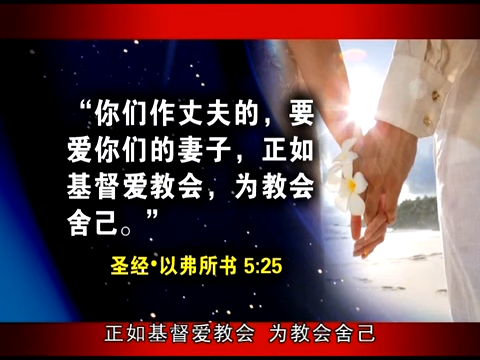 “你们作丈夫的，要
爱你们的妻子，正如
基督爱教会，为教会
舍己。”
圣经•以弗所书 5:25
正如基督爱教会 为教会舍己